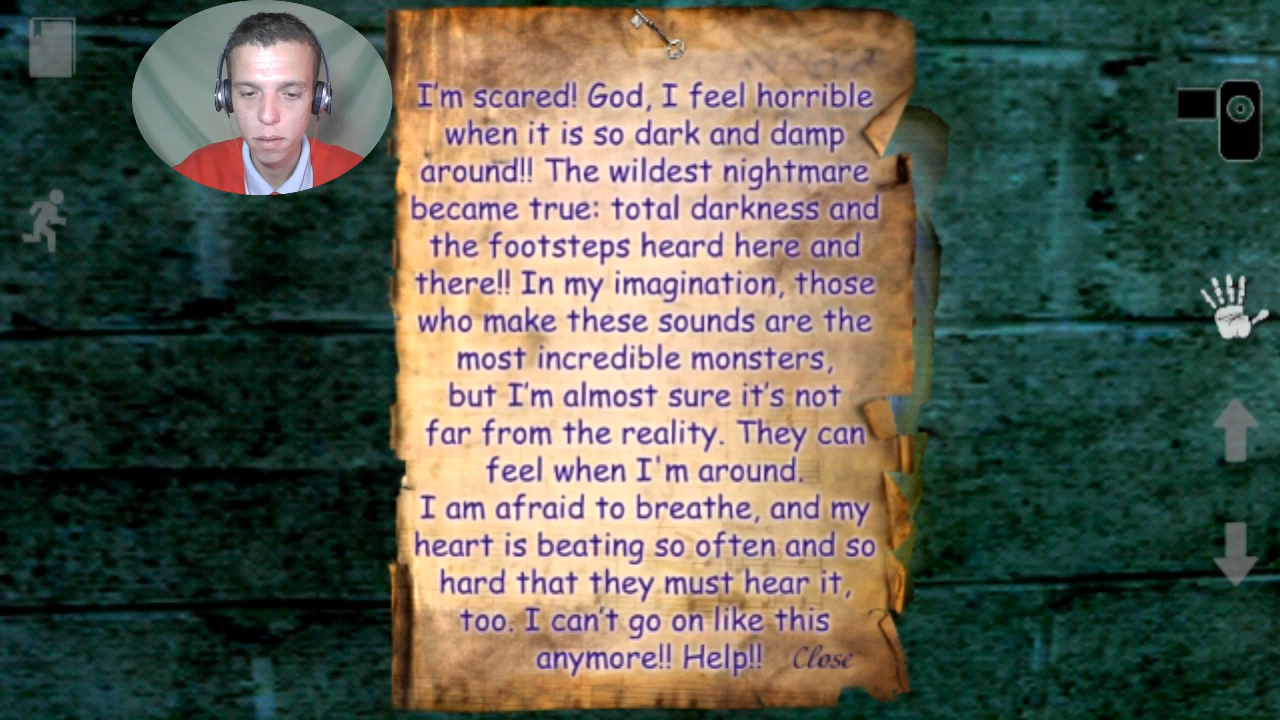 I'm scared! God, I feel horrible
when it is so dark and damp
around!! The wildest nightmare
became true: total darkness and
the footsteps heard here and
there!! In my imagination, those
who make these sounds are the
most incredible monsters,
but I'm almost sure it's not
far from the reality. They can
feel when I'm around.
I am afraid to breathe, and my
heart is beating so often and so
hard that they must hear it,
too. I can't go on like this
anymore!! Help!! Close